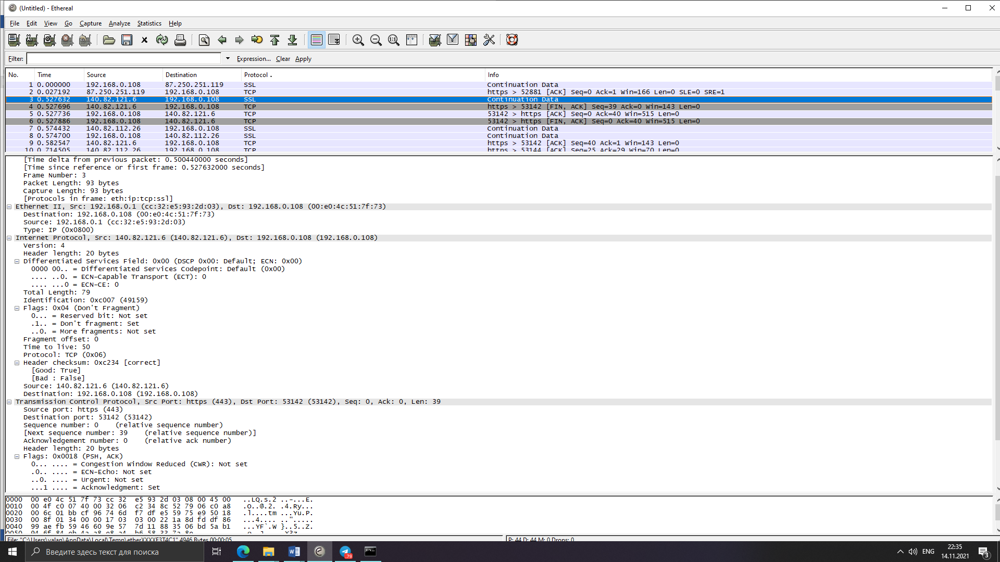 (Untitled) - Ethereal
File Edit View Go Capture Analyze Statistics Help
Filter: Expression... Clear Apply
No. Time Source Destination Protocol . Info
1 0.000000 192.168.0.108 87.250.251.119 SSL Continuation Data
2 0.027192 87.250.251.119 192.168.0.108 TCP https > 52881 [ACK] Seq=0 Ack=1 Win=166 Len=0 SLE=0 SRE=1
3 0.527632 140.82.121.6 192.168.0.108 SSL Continuation Data
4 0.527696 140.82.121.6 192.168.0.108 TCP https > 53142 [FIN, ACK] Seq=39 Ack=0 Win=143 Len=0
5 0.527736 192.168.0.108 140.82.121.6 TCP 53142 > https [ACK] Seq=0 Ack=40 Win=515 Len=0
6 0.527886 192.168.0.108 140.82.121.6 TCP 53142 > https [FIN, ACK] Seq=0 Ack=40 Win=515 Len=0
7 0.574432 140.82.112.26 192.168.0.108 SSL Continuation Data
8 0.574700 192.168.0.108 140.82.112.26 SSL Continuation Data
9 0.582547 140.82.121.6 192.168.0.108 TCP https > 53142 [ACK] Seq=40 Ack=1 Win=143 Len=0
10 0.714505 140.82.112.26 192.168.0.108 TCP https > 53144 [ACK] Seq=25 Ack=29 Win=70 Len=0
[Time delta from previous packet: 0.500440000 seconds]
[Time since reference or first frame: 0.527632000 seconds]
Frame Number: 3
Packet Length: 93 bytes
Capture Length: 93 bytes
[Protocols in frame: eth:ip:tcp:ssl]
Ethernet II, Src: 192.168.0.1 (cc:32:e5:93:2d:03), Dst: 192.168.0.108 (00:e0:4c:51:7f:73)
Destination: 192.168.0.108 (00:e0:4c:51:7f:73)
Source: 192.168.0.1 (cc:32:e5:93:2d:03)
Type: IP (0x0800)
Internet Protocol, Src: 140.82.121.6 (140.82.121.6), Dst: 192.168.0.108 (192.168.0.108)
Version: 4
Header length: 20 bytes
Differentiated Services Field: 0x00 (DSCP 0x00: Default; ECN: 0x00)
0000 00.. = Differentiated Services Codepoint: Default (0x00)
.... ..0. = ECN-Capable Transport (ECT): 0
.... ...0 = ECN-CE: 0
Total Length: 79
Identification: 0xc007 (49159)
Flags: 0x04 (Don't Fragment)
0... = Reserved bit: Not set
.1.. = Don't fragment: Set
..0. = More fragments: Not set
Fragment offset: 0
Time to live: 50
Protocol: TCP (0x06)
Header checksum: 0xc234 [correct]
[Good: True]
[Bad : False]
Source: 140.82.121.6 (140.82.121.6)
Destination: 192.168.0.108 (192.168.0.108)
Transmission Control Protocol, Src Port: https (443), Dst Port: 53142 (53142), Seq: 0, Ack: 0, Len: 39
Source port: https (443)
Destination port: 53142 (53142)
Sequence number: 0 (relative sequence number)
[Next sequence number: 39 (relative sequence number)]
Acknowledgement number: 0 (relative ack number)
Header length: 20 bytes
Flags: 0x0018 (PSH, ACK)
0... .... = Congestion Window Reduced (CWR): Not set
.0.. .... = ECN-Echo: Not set
..0. .... = Urgent: Not set
...1 .... = Acknowledgment: Set
0000 00 e0 4c 51 7f 73 cc 32 e5 93 2d 03 08 00 45 00 ..LQ.s.2 ..-...E.
0010 00 4f c0 07 40 00 32 06 c2 34 8c 52 79 06 c0 a8 .O..@.2. .4.Ry...
0020 00 6c 01 bb cf 96 74 6d f7 df e5 59 75 e9 50 18 .l....tm ...Yu.P.
0030 00 8f 01 34 00 00 17 03 03 00 22 1a 8d fd df 86 ...4.... ..".....
0040 99 ae fb 59 46 60 9e 57 7d 11 88 35 06 bd 5a b1 ...YF`.W }..5..Z.
0050 94 6f 84 eb 4a a8 e8 a4 b6 58 33 7a 8e
File: "C:\Users\valan\AppData\Local\Temp\etherXXXXE3T4C1" 4946 Bytes 00:00:05 P: 44 D: 44 M: 0 Drops: 0
Введите здесь текст для поиска
.79
ENG
22:35
14.11.2021
3